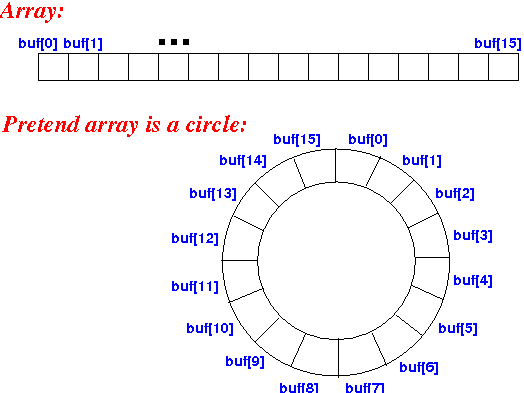 Array:
buf[0] buf[1] ... buf[15]
Pretend array is a circle:
buf[15] buf[0]
buf[14] buf[1]
buf[13] buf[2]
buf[12] buf[3]
buf[11] buf[4]
buf[10] buf[5]
buf[9] buf[6]
buf[8] buf[7]